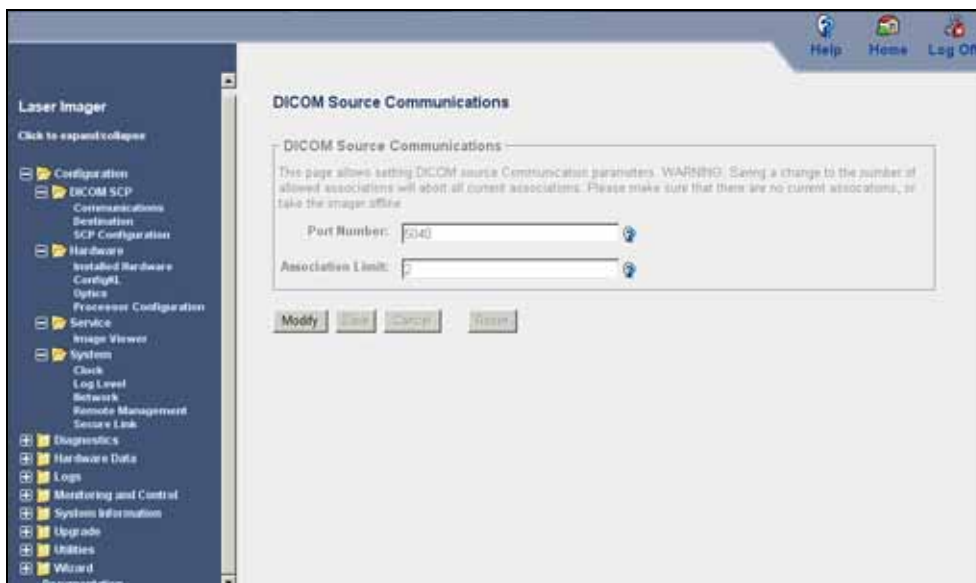 Help Home Log Off
Laser Imager
Click to expand/collapse
Configuration
DICOM SCP
Communications
Destination
SCP Configuration
Hardware
Installed Hardware
ConfigXL
Optics
Processor Configuration
Service
Image Viewer
System
Clock
Log Level
Network
Remote Management
Secure Link
Diagnostics
Hardware Data
Logs
Monitoring and Control
System Information
Upgrade
Utilities
Wizard
Documentation
DICOM Source Communications
DICOM Source Communications
This page allows setting DICOM source Communication parameters. WARNING: Saving a change to the number of
allowed associations will abort all current associations. Please make sure that there are no current associations, or
take the imager offline
Port Number: 5040
Association Limit: 2
Modify Save Cancel Reset